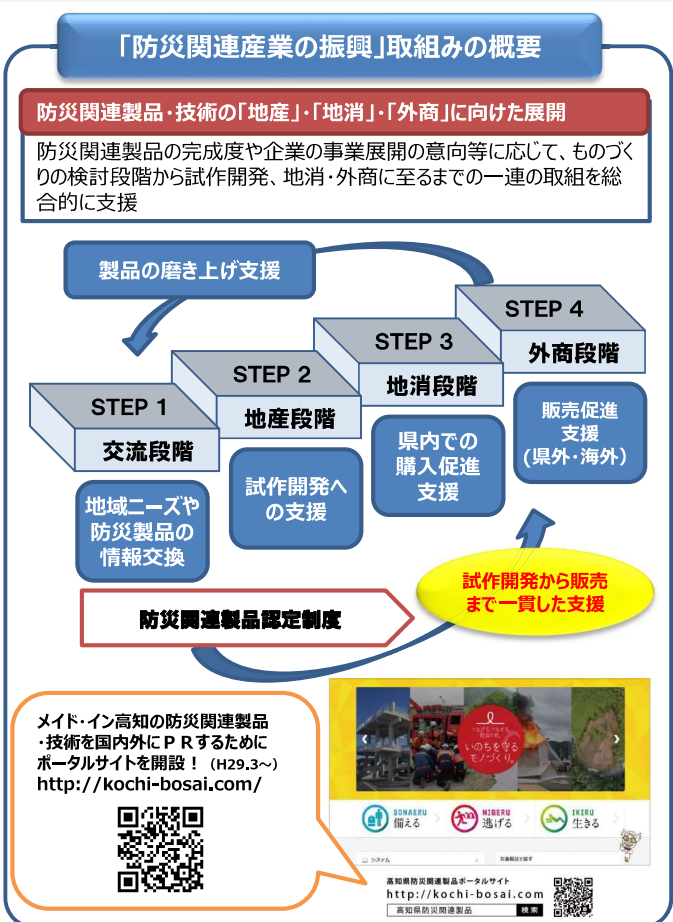 「防災関連産業の振興」取組みの概要
防災関連製品・技術の「地産」・「地消」・「外商」に向けた展開
防災関連製品の完成度や企業の事業展開の意向等に応じて、ものづく
りの検討段階から試作開発、地消・外商に至るまでの一連の取組を総
合的に支援
製品の磨き上げ支援
STEP 4
外商段階
STEP 3
地消段階
STEP 2
地産段階
STEP 1
交流段階
地域ニーズや
防災製品の
情報交換
試作開発へ
の支援
県内での
購入促進
支援
販売促進
支援
(県外・海外)
試作開発から販売
まで一貫した支援
防災関連製品認定制度
メイド・イン高知の防災関連製品
・技術を国内外にPRするために
ポータルサイトを開設！（H29.3～）
http://kochi-bosai.com/
いのちを守る
モノづくり。
SONAERU
備える
NIGERU
逃げる
IKIRU
生きる
システム
対象製品で探す
高知県防災関連製品ポータルサイト
http://kochi-bosai.com
高知県防災関連製品
検索